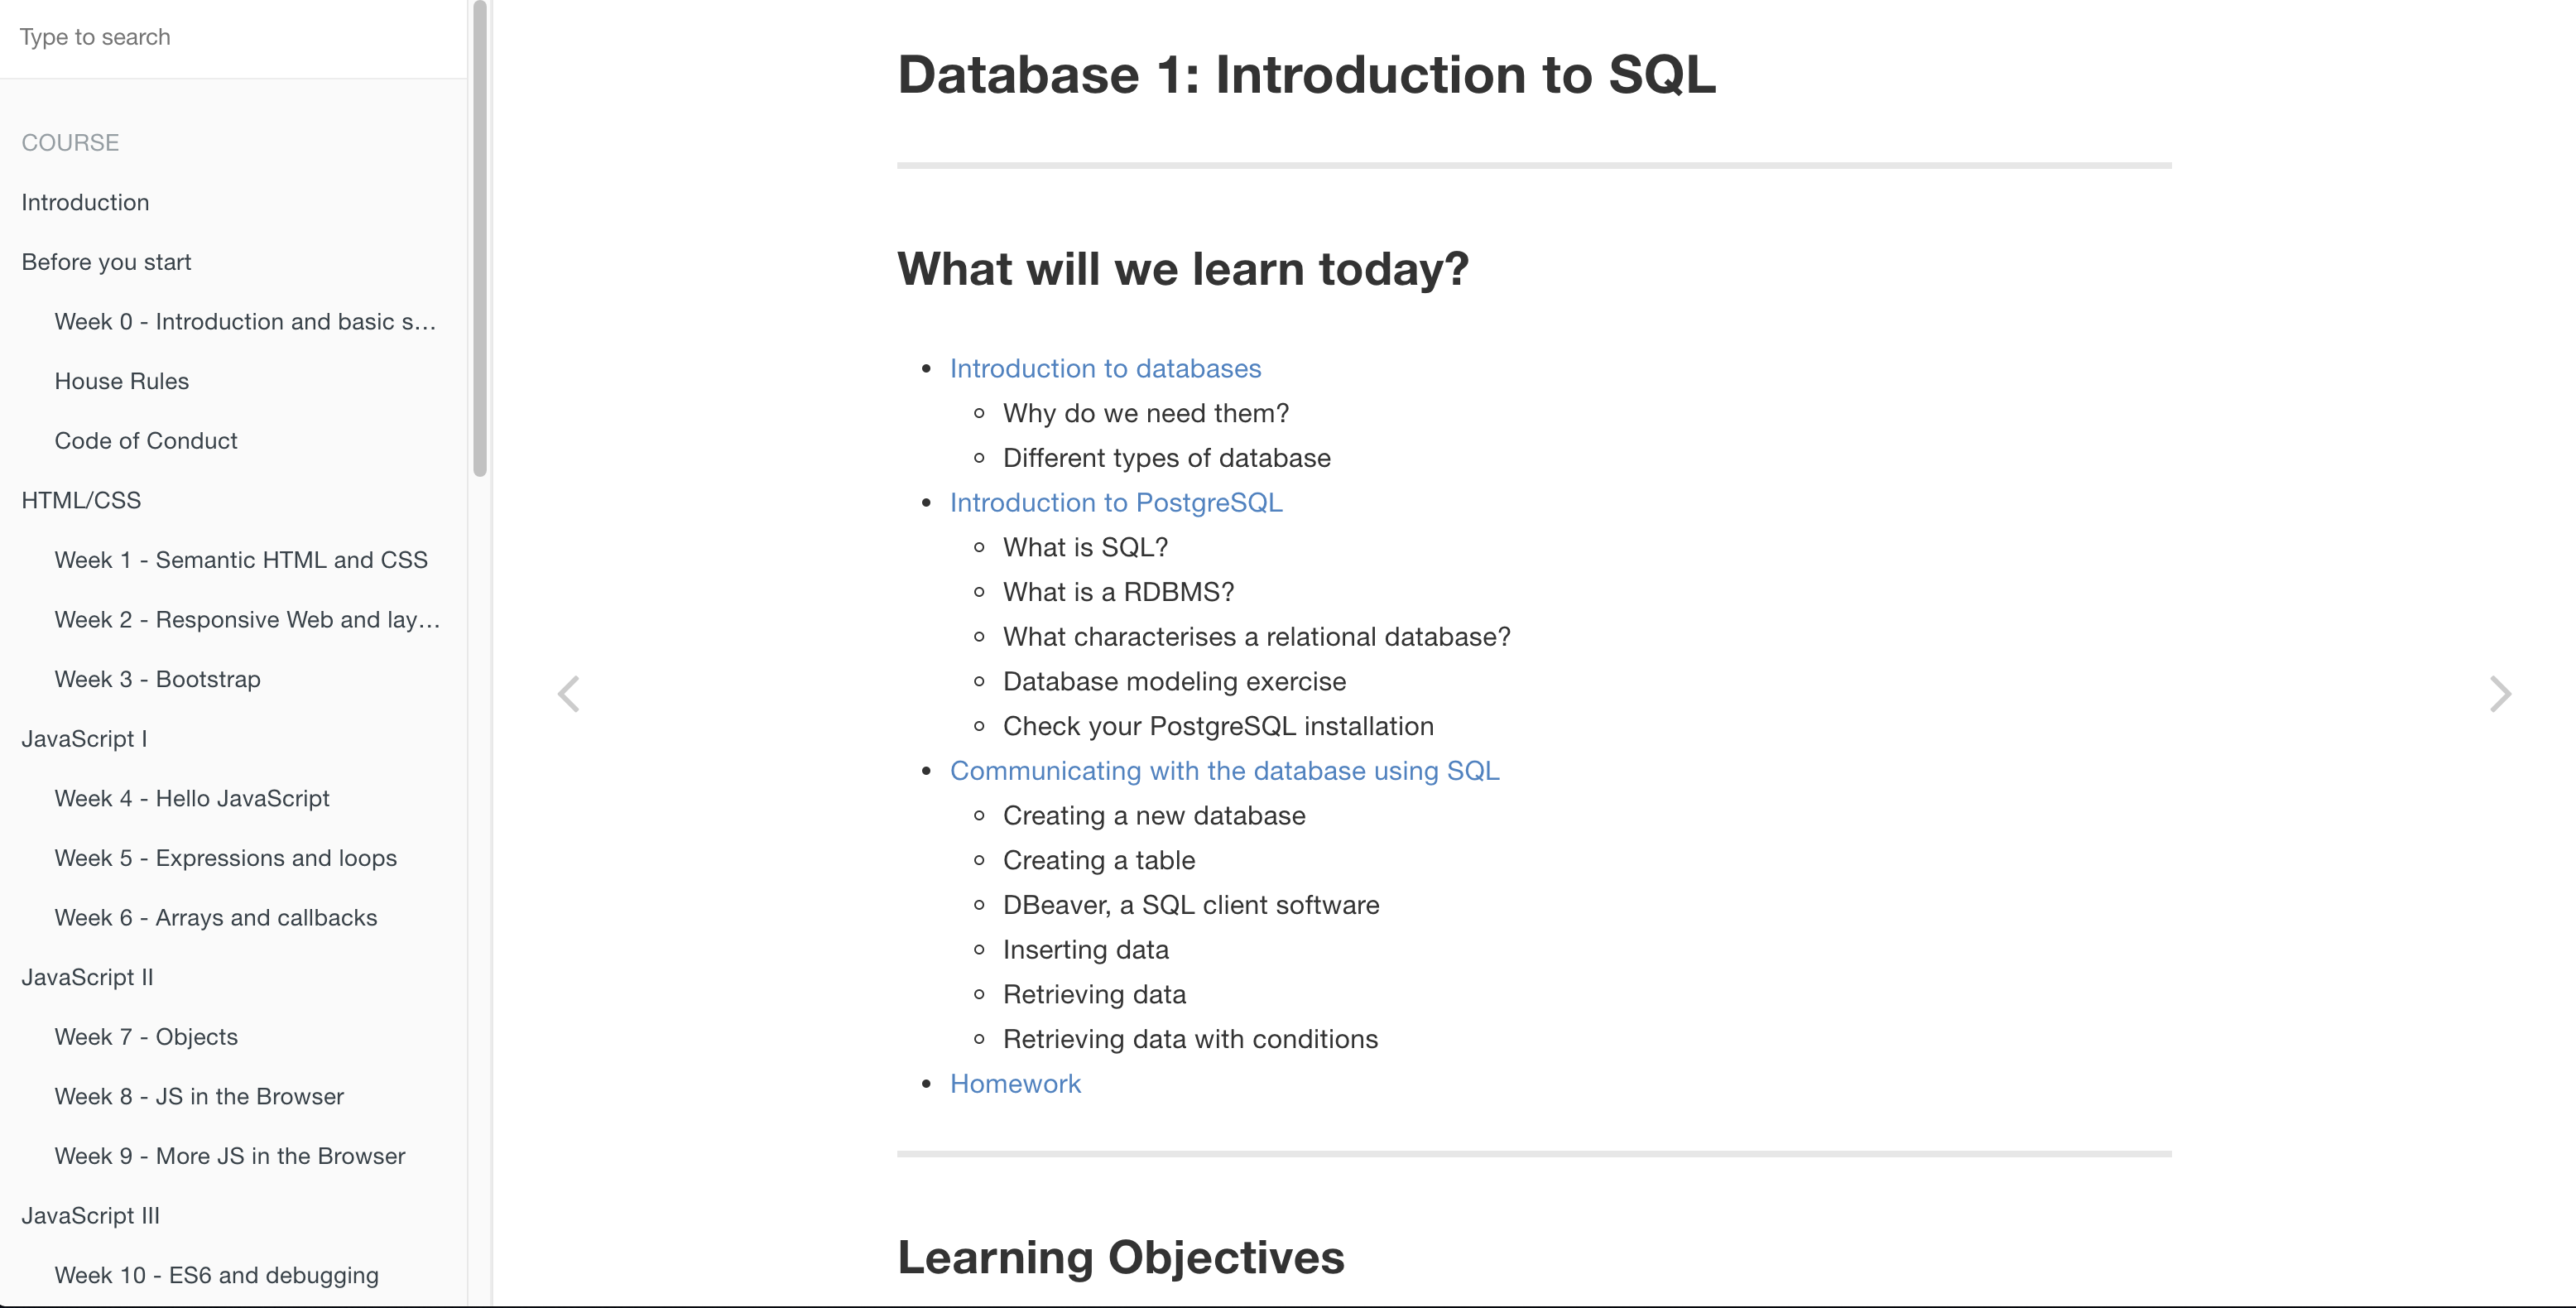 Type to search
COURSE
Introduction
Before you start
Week 0 - Introduction and basic s…
House Rules
Code of Conduct
HTML/CSS
Week 1 - Semantic HTML and CSS
Week 2 - Responsive Web and lay…
Week 3 - Bootstrap
JavaScript I
Week 4 - Hello JavaScript
Week 5 - Expressions and loops
Week 6 - Arrays and callbacks
JavaScript II
Week 7 - Objects
Week 8 - JS in the Browser
Week 9 - More JS in the Browser
JavaScript III
Week 10 - ES6 and debugging
Database 1: Introduction to SQL
What will we learn today?
Introduction to databases
Why do we need them?
Different types of database
Introduction to PostgreSQL
What is SQL?
What is a RDBMS?
What characterises a relational database?
Database modeling exercise
Check your PostgreSQL installation
Communicating with the database using SQL
Creating a new database
Creating a table
DBeaver, a SQL client software
Inserting data
Retrieving data
Retrieving data with conditions
Homework
Learning Objectives